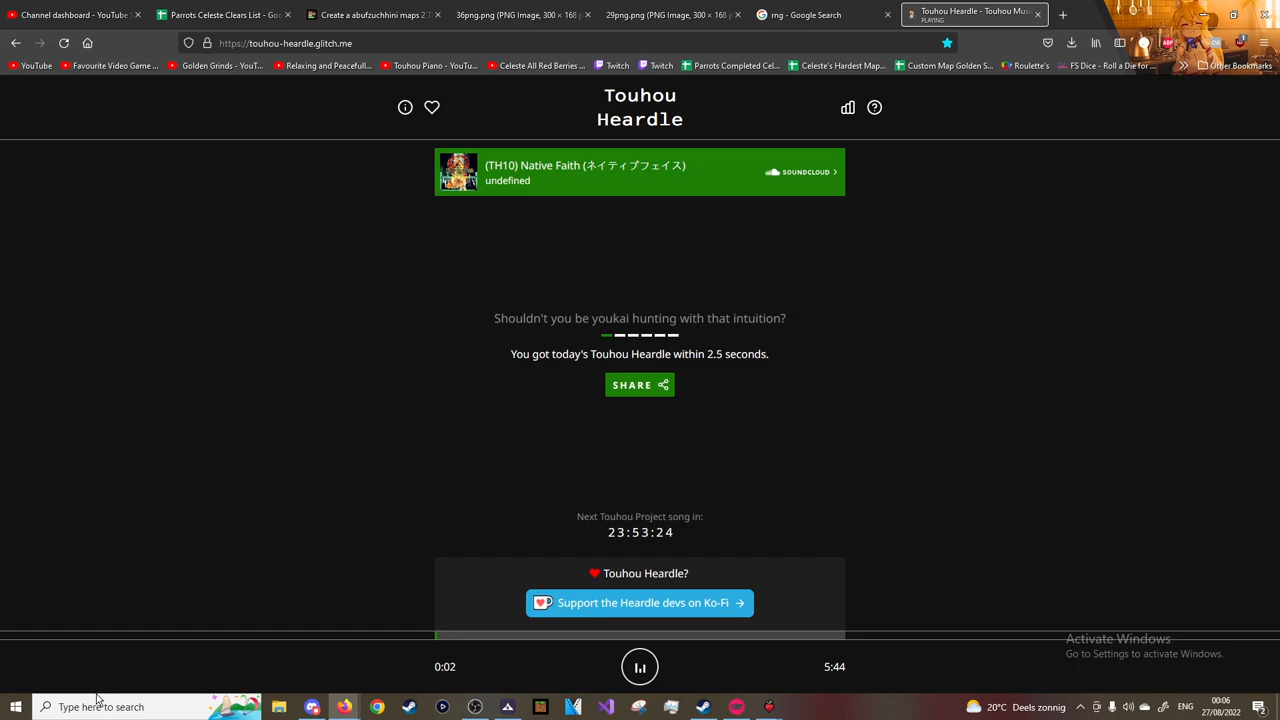 Channel dashboard - YouTube S
Parrots Celeste Clears List - Goo
Create a abufzuchhini maps 2 Th
36png.png (PNG Image, 300 × 168 p
29png.png (PNG Image, 300 × 168 p
rng - Google Search
Touhou Heardle - Touhou Mus
PLAYING
https://touhou-heardle.glitch.me
YouTube
Favourite Video Game ...
Golden Grinds - YouT...
Relaxing and Peacefull...
Touhou Piano - YouTu...
Celeste All Red Berries ...
Twitch
Twitch
Parrots Completed Cel...
Celeste's Hardest Map...
Custom Map Golden S...
Roulette's
FS Dice - Roll a Die for...
Other Bookmarks
Touhou
Heardle
(TH10) Native Faith (ネイティブフェイス)
undefined
SOUNDCLOUD
Shouldn't you be youkai hunting with that intuition?
You got today's Touhou Heardle within 2.5 seconds.
SHARE
Next Touhou Project song in:
23:53:24
Touhou Heardle?
Support the Heardle devs on Ko-Fi
Activate Windows
Go to Settings to activate Windows.
0:02
5:44
Type here to search
20°C Deels zonnig
ENG
00:06
27/08/2022